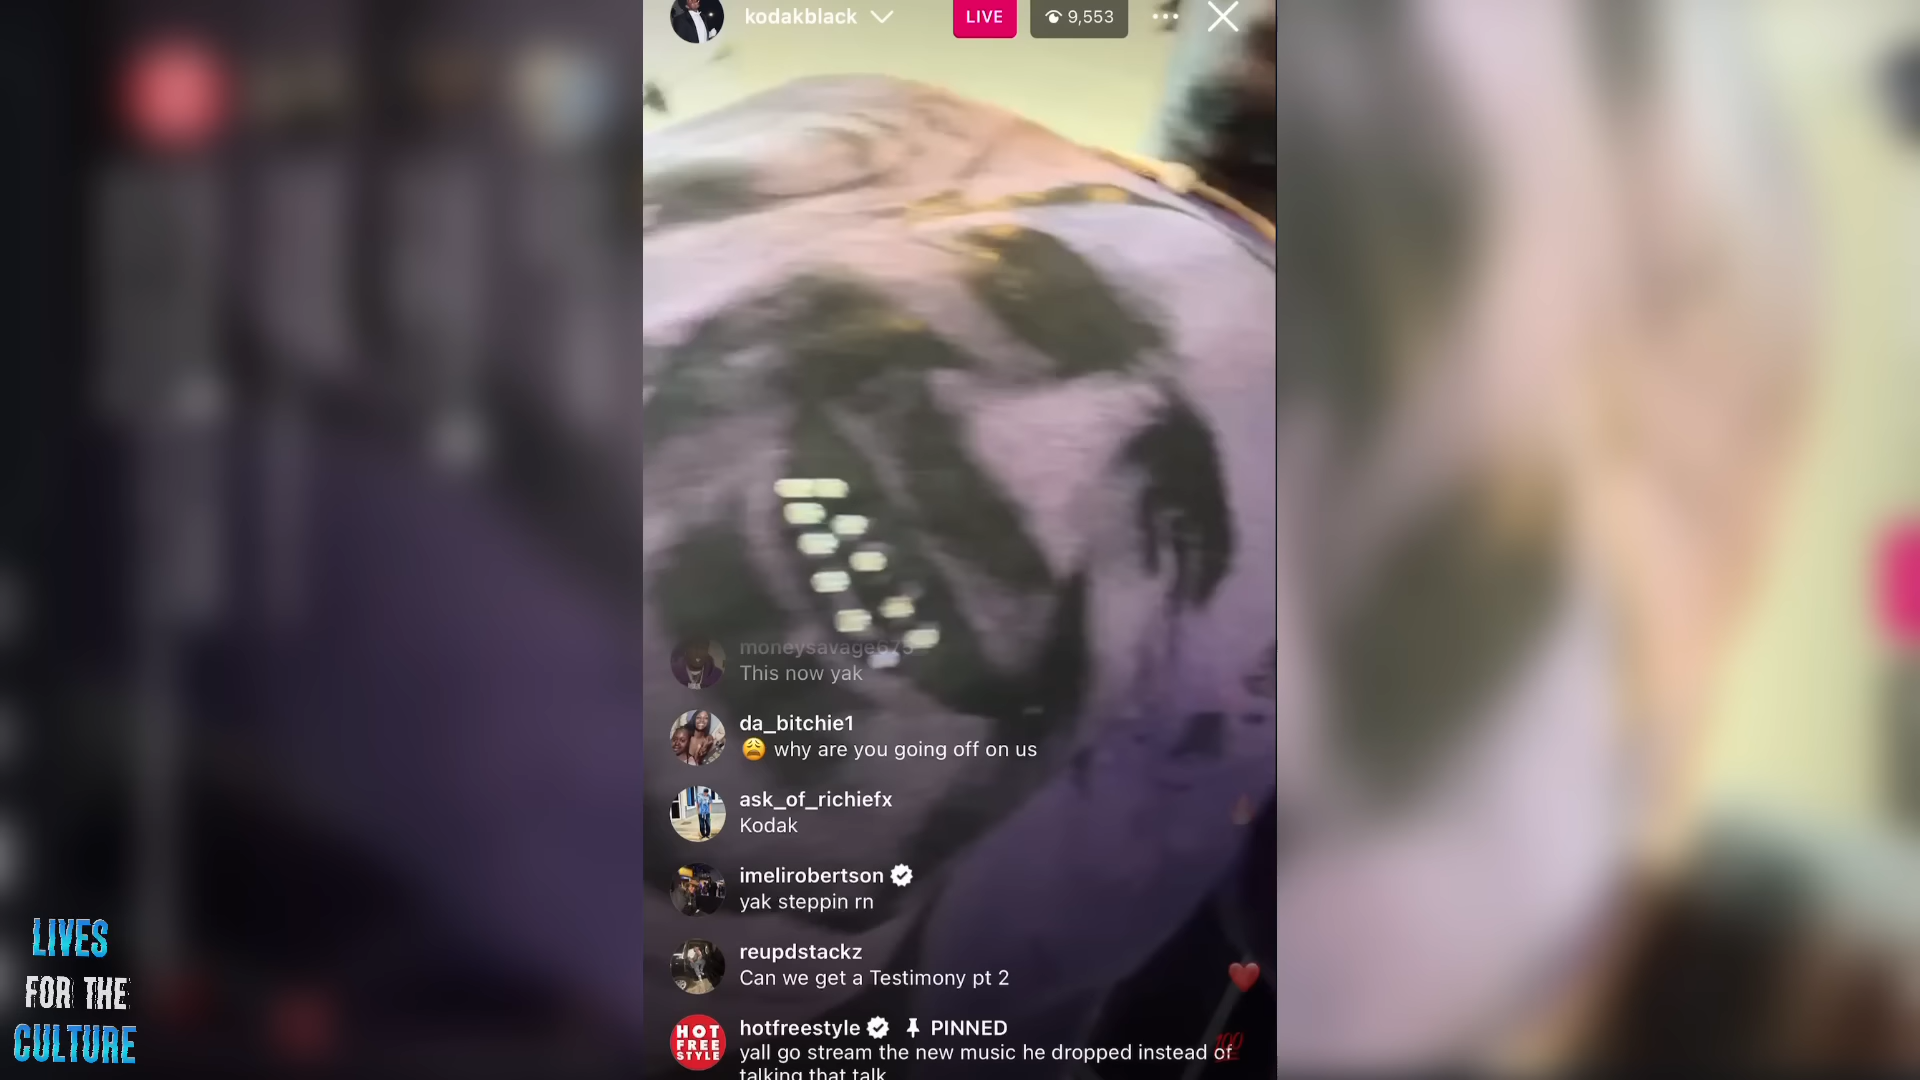 kodakblack
LIVE
9,553
moneysavage675
This now yak
da_bitchie1
😩 why are you going off on us
ask_of_richiefx
Kodak
imelirobertson
yak steppin rn
reupdstackz
Can we get a Testimony pt 2
HOT
FREE
STYLE
hotfreestyle PINNED
yall go stream the new music he dropped instead of
talking that talk
💯
LIVES
FOR THE
CULTURE